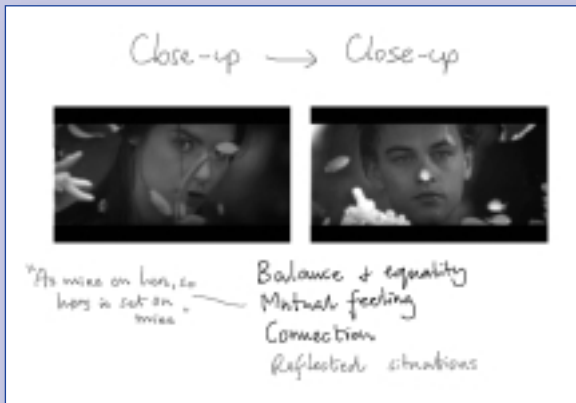 Close-up → Close-up
"As mine on hers, so
hers is set on
mine.
Balance & equality
Mutual feeling
Connection
Reflected situations